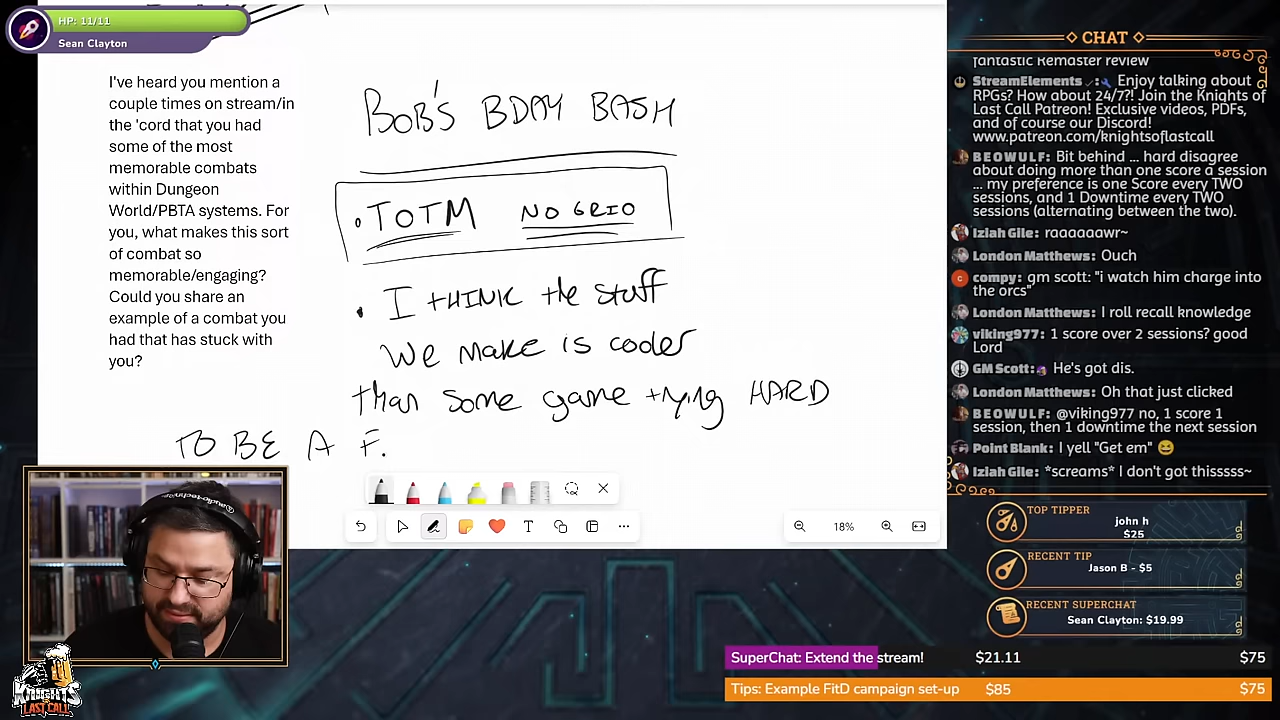 HP: 11/11
Sean Clayton
I've heard you mention a
couple times on stream/in
the 'cord that you had
some of the most
memorable combats
within Dungeon
World/PBTA systems. For
you, what makes this sort
of combat so
memorable/engaging?
Could you share an
example of a combat you
had that has stuck with
you?
BOB'S BDAY BASH
• TOTM NO GRID
• I THINK the stuff
We make is cooler
than some game trying HARD
TO BE A F.
18%
KNIGHTS
OF LAST CALL
CHAT
fantastic Remaster review
StreamElements: Enjoy talking about
RPGs? How about 24/7?! Join the Knights of
Last Call Patreon! Exclusive videos, PDFs,
and of course our Discord!
www.patreon.com/knightsoflastcall
BEOWULF: Bit behind ... hard disagree
about doing more than one score a session
... my preference is one Score every TWO
sessions, and 1 Downtime every TWO
sessions (alternating between the two).
Iziah Gile: raaaaawr~
London Matthews: Ouch
compy: gm scott: "i watch him charge into
the orcs"
London Matthews: I roll recall knowledge
viking977: 1 score over 2 sessions? good
Lord
GM Scott: He's got dis.
London Matthews: Oh that just clicked
BEOWULF: @viking977 no, 1 score 1
session, then 1 downtime the next session
Point Blank: I yell "Get em" 😆
Iziah Gile: *screams* I don't got thisssss~
TOP TIPPER
john h
$25
RECENT TIP
Jason B - $5
RECENT SUPERCHAT
Sean Clayton: $19.99
SuperChat: Extend the stream! $21.11 $75
Tips: Example FitD campaign set-up $85 $75